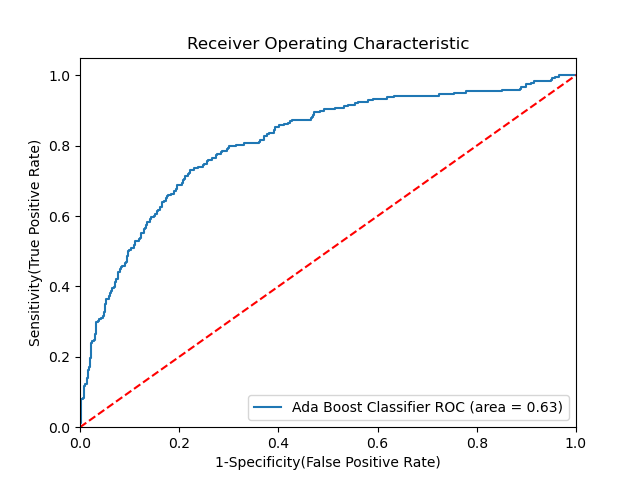 Receiver Operating Characteristic
1.0
0.8
0.6
0.4
0.2
0.0
Sensitivity(True Positive Rate)
Ada Boost Classifier ROC (area = 0.63)
0.0 0.2 0.4 0.6 0.8 1.0
1-Specificity(False Positive Rate)